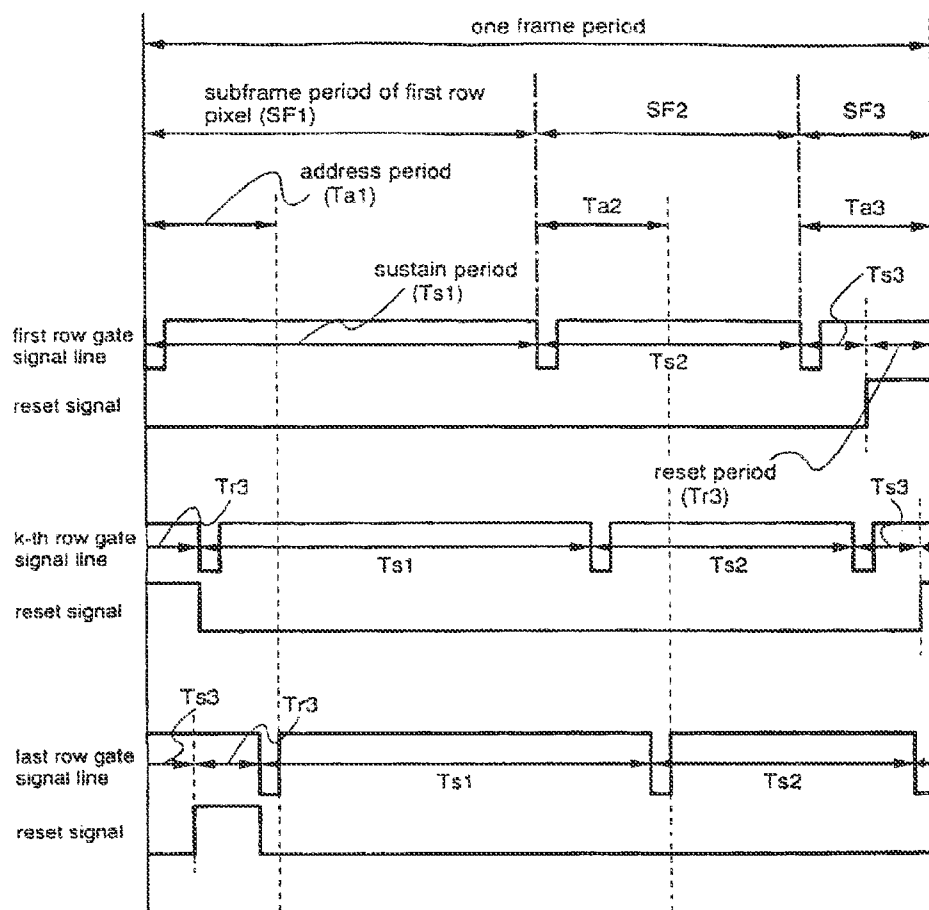 one frame period
subframe period of first row
pixel (SF1)
SF2
SF3
address period
(Ta1)
Ta2
Ta3
sustain period
(Ts1)
Ts3
first row gate
signal line
Ts2
reset signal
reset period
(Tr3)
Tr3
Ts3
k-th row gate
signal line
Ts1
Ts2
reset signal
Ts3
Tr3
last row gate
signal line
Ts1
Ts2
reset signal